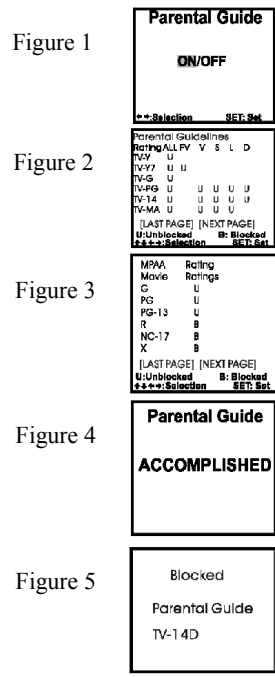 Figure 1
Parental Guide
ON/OFF
←→:Selection SET: Set
Figure 2
Parental Guidelines
Rating ALL FV V S L D
TV-Y U
TV-Y7 U U
TV-G U
TV-PG U U U U U
TV-14 U U U U U
TV-MA U U U U
[LAST PAGE] [NEXT PAGE]
U:Unblocked B: Blocked
↑↓←→:Selection SET: Set
Figure 3
MPAA Rating
Movie Ratings
G U
PG U
PG-13 U
R B
NC-17 B
X B
[LAST PAGE] [NEXT PAGE]
U:Unblocked B: Blocked
↑↓←→:Selection SET: Set
Figure 4
Parental Guide
ACCOMPLISHED
Figure 5
Blocked
Parental Guide
TV-14D